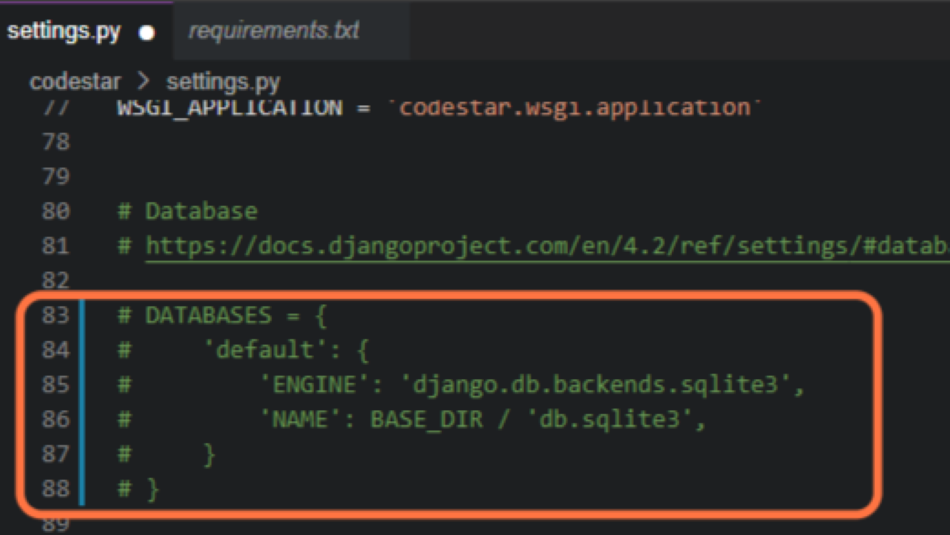 settings.py ● requirements.txt
codestar > settings.py
77 WSGI_APPLICATION = 'codestar.wsgi.application'
78
79
80 # Database
81 # https://docs.djangoproject.com/en/4.2/ref/settings/#datab
82
83 # DATABASES = {
84 #     'default': {
85 #         'ENGINE': 'django.db.backends.sqlite3',
86 #         'NAME': BASE_DIR / 'db.sqlite3',
87 #     }
88 # }
89